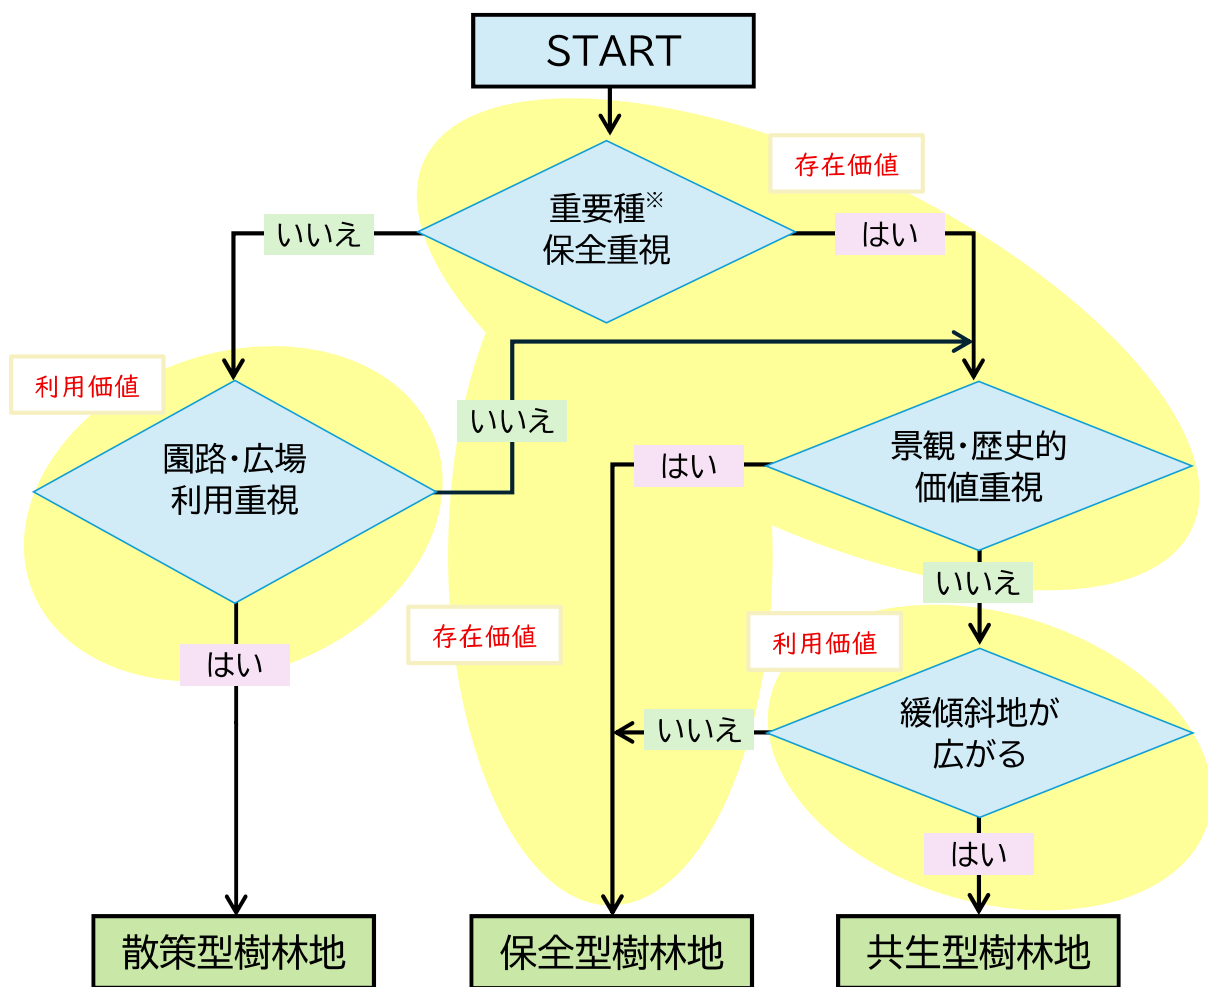 START
存在価値
重要種※
保全重視
いいえ
はい
利用価値
園路・広場
利用重視
いいえ
景観・歴史的
価値重視
はい
いいえ
はい
存在価値
利用価値
緩傾斜地が
広がる
いいえ
はい
散策型樹林地
保全型樹林地
共生型樹林地